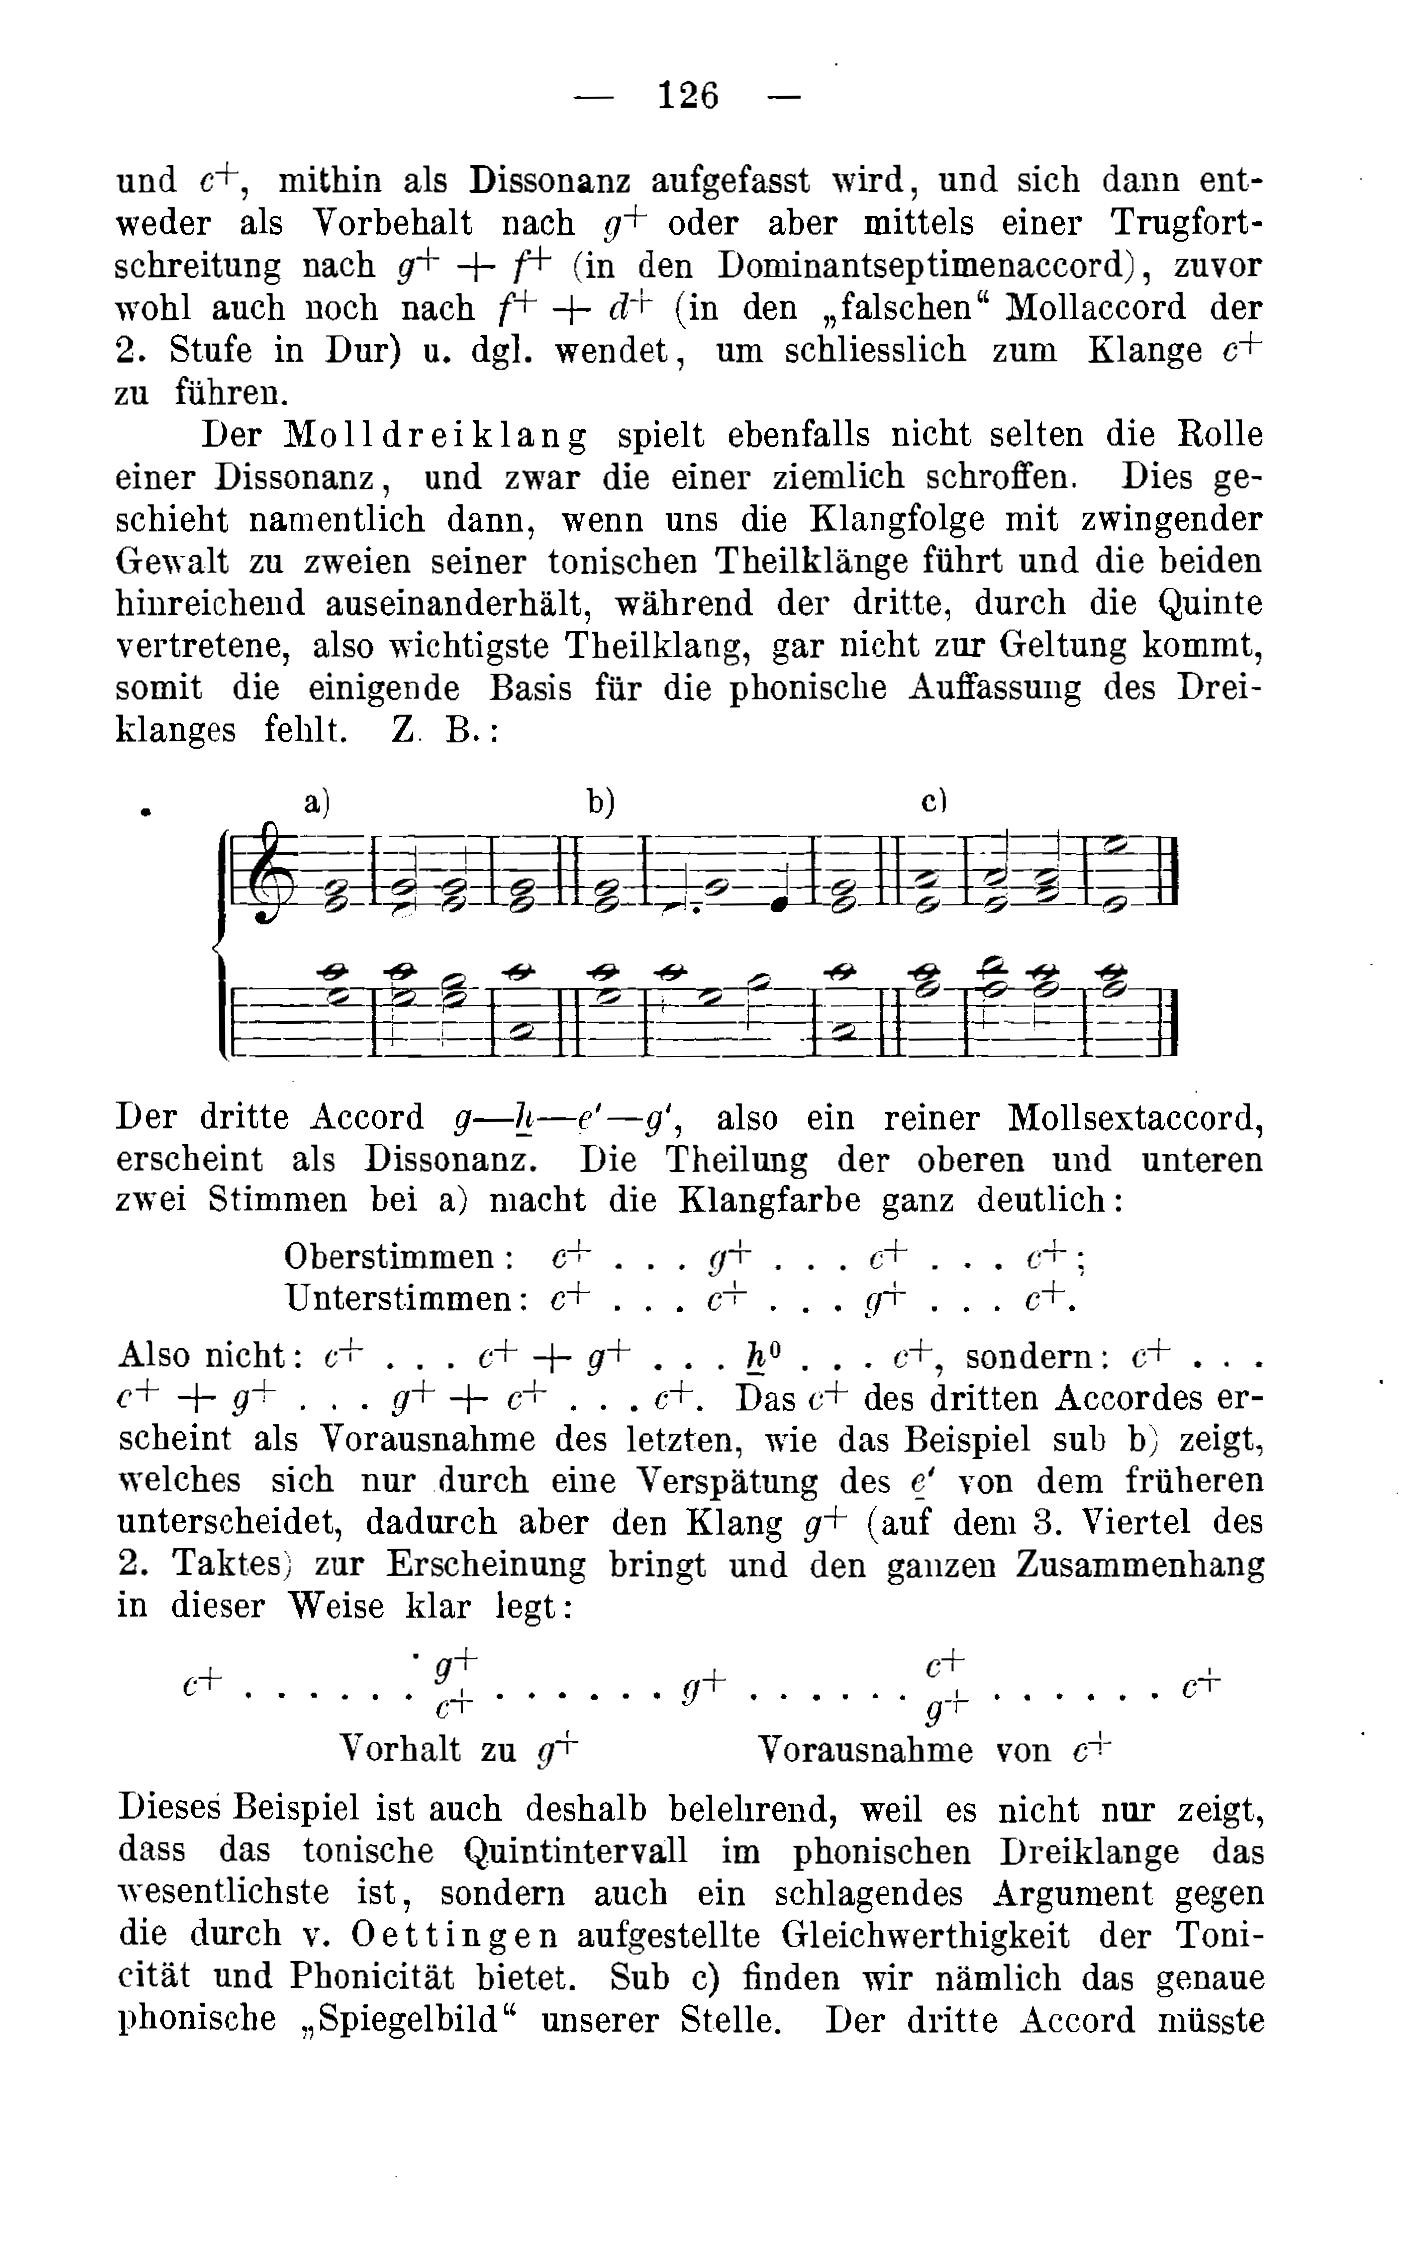 — 126 —
und c+, mithin als Dissonanz aufgefasst wird, und sich dann ent-
weder als Vorbehalt nach g+ oder aber mittels einer Trugfort-
schreitung nach g+ + f+ (in den Dominantseptimenaccord), zuvor
wohl auch noch nach f+ + d+ (in den „falschen“ Mollaccord der
2. Stufe in Dur) u. dgl. wendet, um schliesslich zum Klange c+
zu führen.
Der Molldreiklang spielt ebenfalls nicht selten die Rolle
einer Dissonanz, und zwar die einer ziemlich schroffen. Dies ge-
schieht namentlich dann, wenn uns die Klangfolge mit zwingender
Gewalt zu zweien seiner tonischen Theilklänge führt und die beiden
hinreichend auseinanderhält, während der dritte, durch die Quinte
vertretene, also wichtigste Theilklang, gar nicht zur Geltung kommt,
somit die einigende Basis für die phonische Auffassung des Drei-
klanges fehlt. Z. B.:
a) b) c)
Der dritte Accord g—h̲—e'—g', also ein reiner Mollsextaccord,
erscheint als Dissonanz. Die Theilung der oberen und unteren
zwei Stimmen bei a) macht die Klangfarbe ganz deutlich:
Oberstimmen: c+ . . . g+ . . . c+ . . . c+;
Unterstimmen: c+ . . . c+ . . . g+ . . . c+.
Also nicht: c+ . . . c+ + g+ . . . h̲⁰ . . . c+, sondern: c+ . . .
c+ + g+ . . . g+ + c+ . . . c+. Das c+ des dritten Accordes er-
scheint als Vorausnahme des letzten, wie das Beispiel sub b) zeigt,
welches sich nur durch eine Verspätung des e̲' von dem früheren
unterscheidet, dadurch aber den Klang g+ (auf dem 3. Viertel des
2. Taktes) zur Erscheinung bringt und den ganzen Zusammenhang
in dieser Weise klar legt:
g+ c+
c+ . . . . . . c+ . . . . . . g+ . . . . . . g+ . . . . . . c+
Vorhalt zu g+ Vorausnahme von c+
Dieses Beispiel ist auch deshalb belehrend, weil es nicht nur zeigt,
dass das tonische Quintintervall im phonischen Dreiklange das
wesentlichste ist, sondern auch ein schlagendes Argument gegen
die durch v. Oettingen aufgestellte Gleichwerthigkeit der Toni-
cität und Phonicität bietet. Sub c) finden wir nämlich das genaue
phonische „Spiegelbild“ unserer Stelle. Der dritte Accord müsste